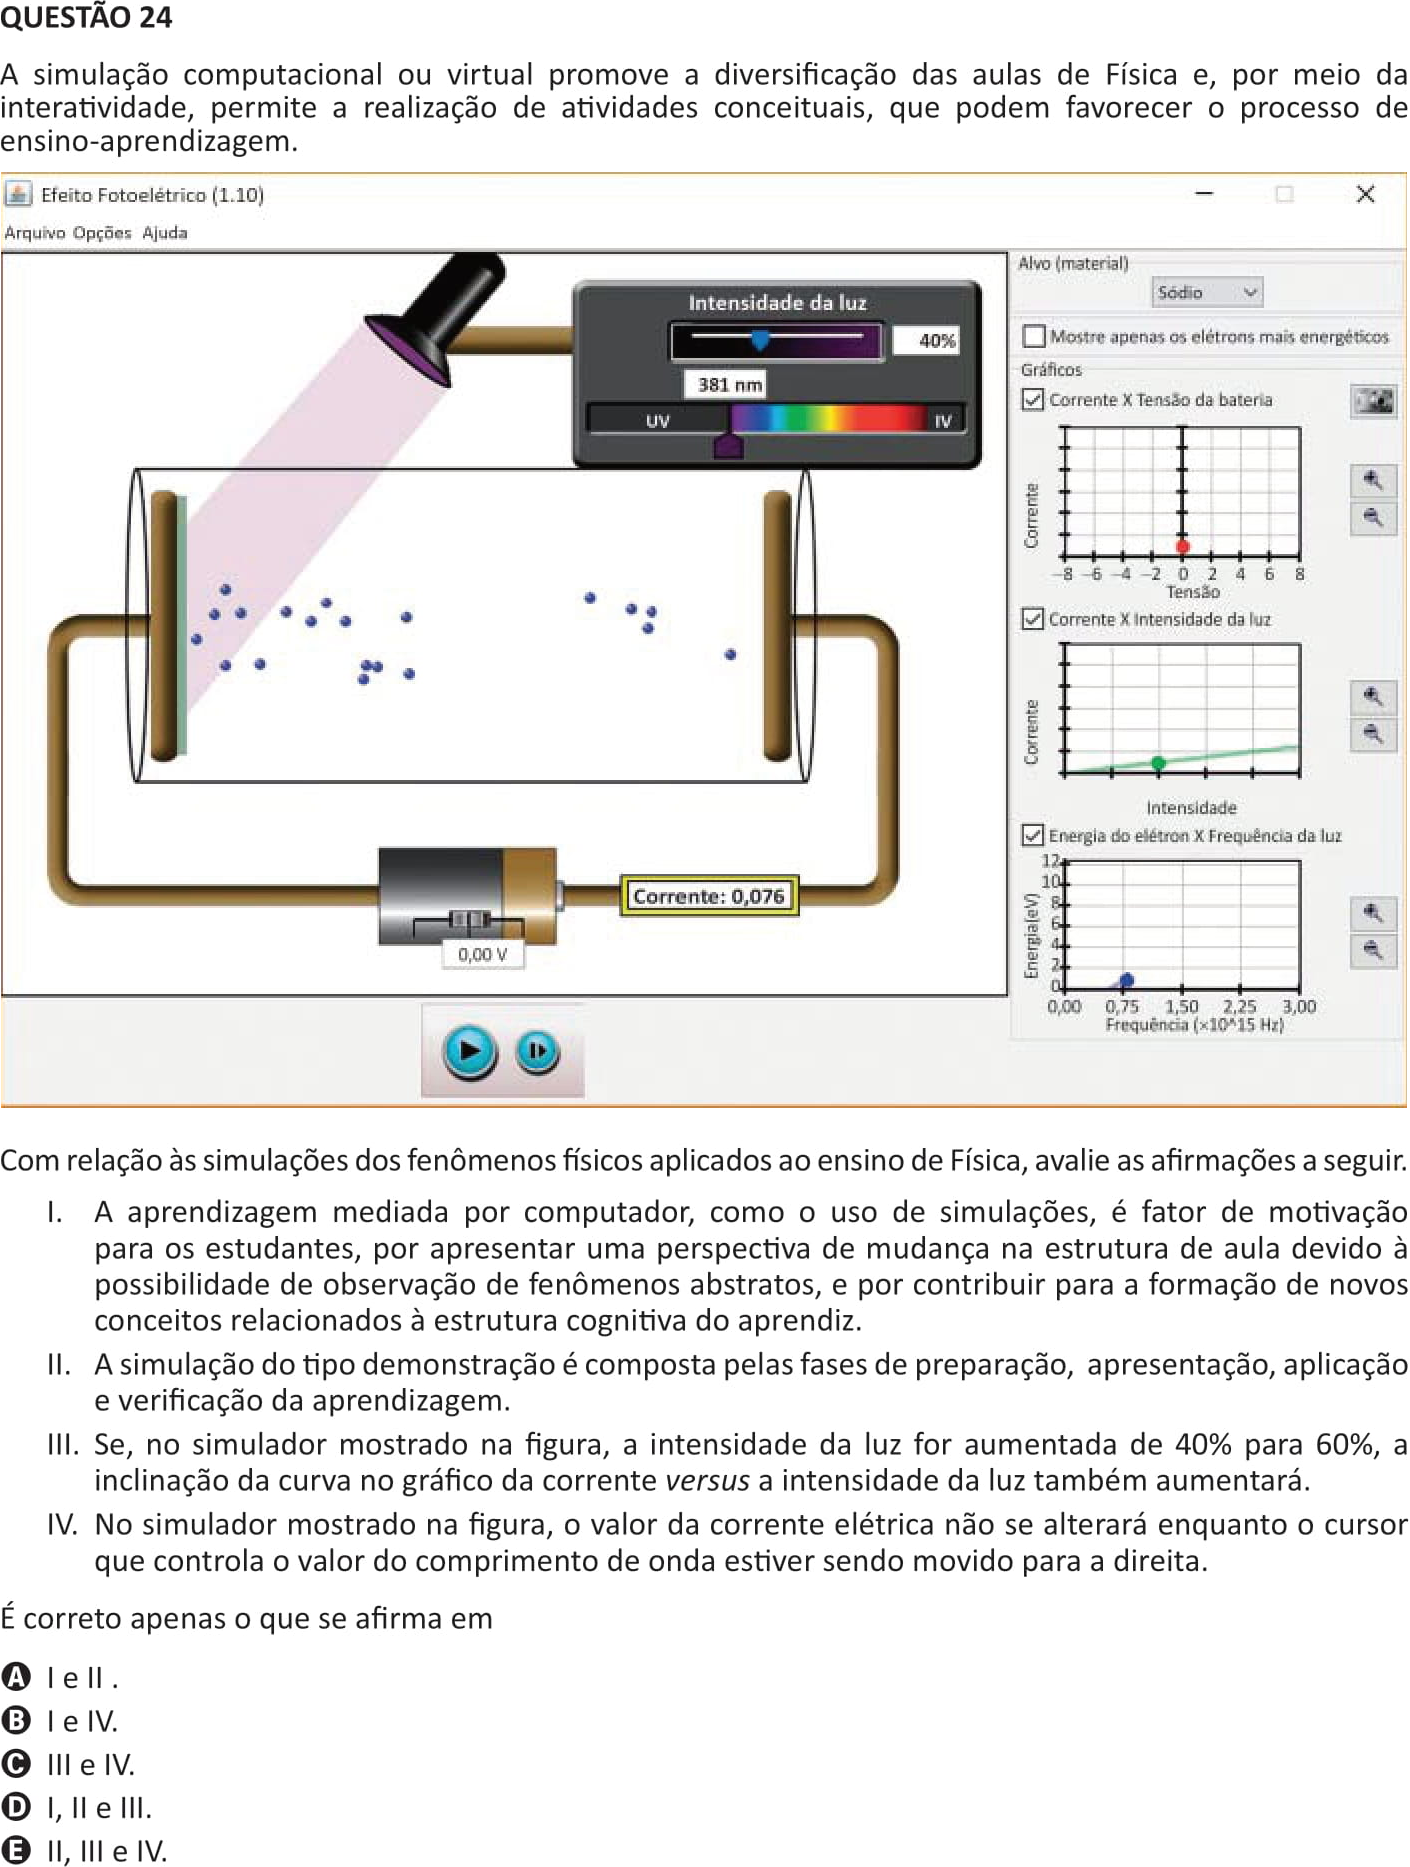 QUESTÃO 24
A simulação computacional ou virtual promove a diversificação das aulas de Física e, por meio da
interatividade, permite a realização de atividades conceituais, que podem favorecer o processo de
ensino-aprendizagem.
Efeito Fotoelétrico (1.10)
Arquivo Opções Ajuda
Intensidade da luz
40%
381 nm
UV
IV
Corrente: 0,076
0,00 V
Alvo (material)
Sódio
Mostre apenas os elétrons mais energéticos
Gráficos
Corrente X Tensão da bateria
Corrente
−8 −6 −4 −2 0 2 4 6 8
Tensão
Corrente X Intensidade da luz
Corrente
Intensidade
Energia do elétron X Frequência da luz
Energia(eV)
12
10
8
6
4
2
0
0,00 0,75 1,50 2,25 3,00
Frequência (×10^15 Hz)
Com relação às simulações dos fenômenos físicos aplicados ao ensino de Física, avalie as afirmações a seguir.
I. A aprendizagem mediada por computador, como o uso de simulações, é fator de motivação
para os estudantes, por apresentar uma perspectiva de mudança na estrutura de aula devido à
possibilidade de observação de fenômenos abstratos, e por contribuir para a formação de novos
conceitos relacionados à estrutura cognitiva do aprendiz.
II. A simulação do tipo demonstração é composta pelas fases de preparação, apresentação, aplicação
e verificação da aprendizagem.
III. Se, no simulador mostrado na figura, a intensidade da luz for aumentada de 40% para 60%, a
inclinação da curva no gráfico da corrente versus a intensidade da luz também aumentará.
IV. No simulador mostrado na figura, o valor da corrente elétrica não se alterará enquanto o cursor
que controla o valor do comprimento de onda estiver sendo movido para a direita.
É correto apenas o que se afirma em
A I e II .
B I e IV.
C III e IV.
D I, II e III.
E II, III e IV.